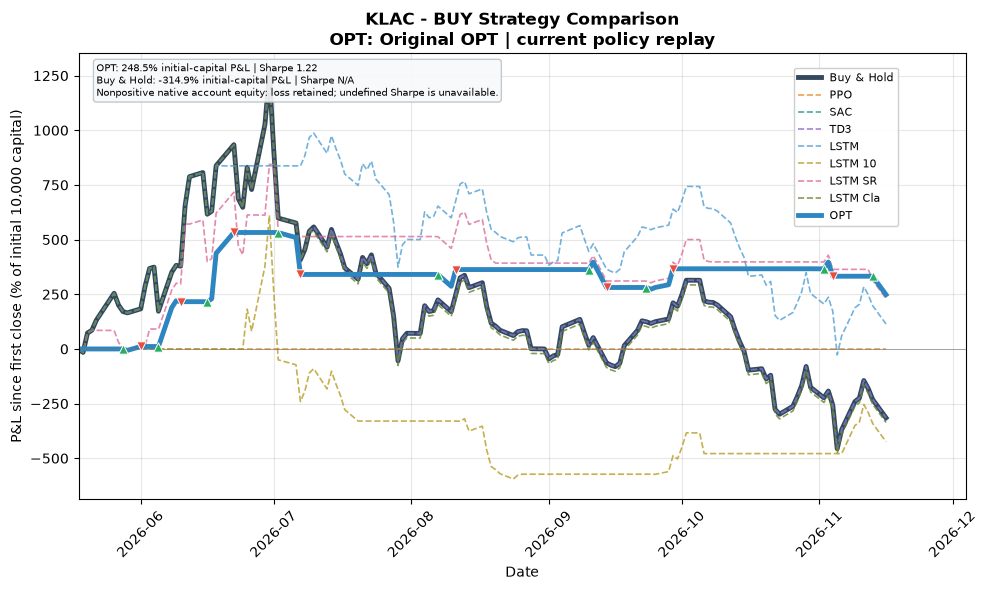 KLAC - BUY Strategy Comparison
OPT: Original OPT | current policy replay
OPT: 248.5% initial-capital P&L | Sharpe 1.22
Buy & Hold: -314.9% initial-capital P&L | Sharpe N/A
Nonpositive native account equity: loss retained; undefined Sharpe is unavailable.
Buy & Hold
PPO
SAC
TD3
LSTM
LSTM 10
LSTM SR
LSTM Cla
OPT
P&L since first close (% of initial 10,000 capital)
1250
1000
750
500
250
0
−250
−500
2026-06
2026-07
2026-08
2026-09
2026-10
2026-11
2026-12
Date